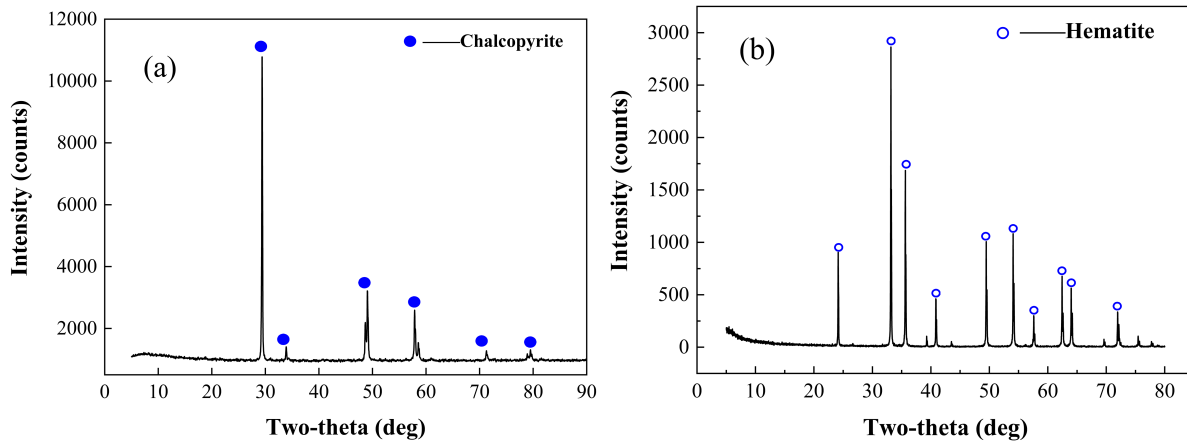 12000
10000
8000
6000
4000
2000
0 10 20 30 40 50 60 70 80 90
Intensity (counts)
Two-theta (deg)
(a)
Chalcopyrite
3000
2500
2000
1500
1000
500
0
0 10 20 30 40 50 60 70 80
Intensity (counts)
Two-theta (deg)
(b)
Hematite